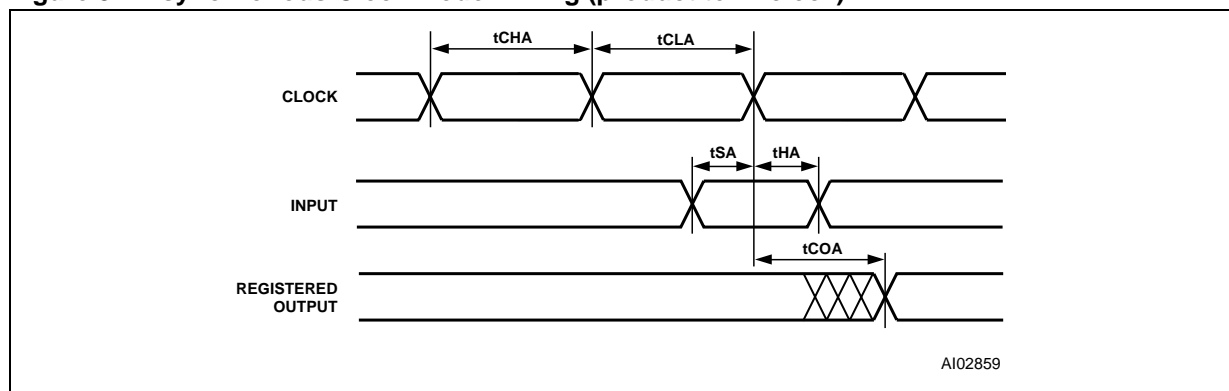 tCHA tCLA
CLOCK
tSA tHA
INPUT
tCOA
REGISTERED
OUTPUT
AI02859